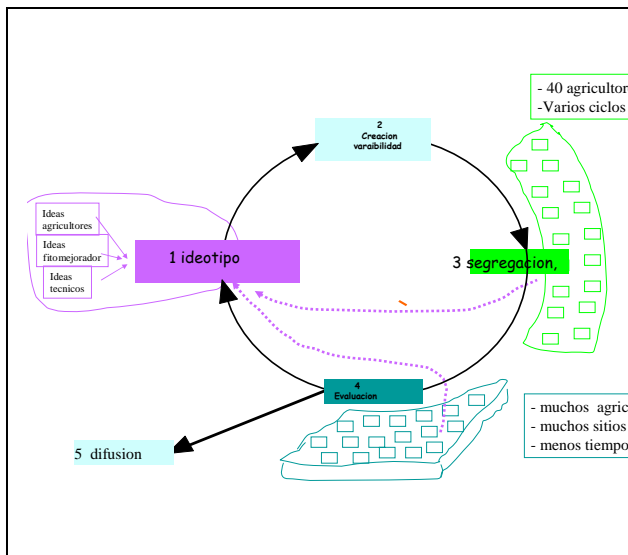 - 40 agricultor
-Varios ciclos
2
Creacion
varaibilidad
Ideas
agricultores
Ideas
fitomejorador
Ideas
tecnicos
1 ideotipo
3 segregacion,
4
Evaluacion
- muchos agric
- muchos sitios
- menos tiempo
5 difusion